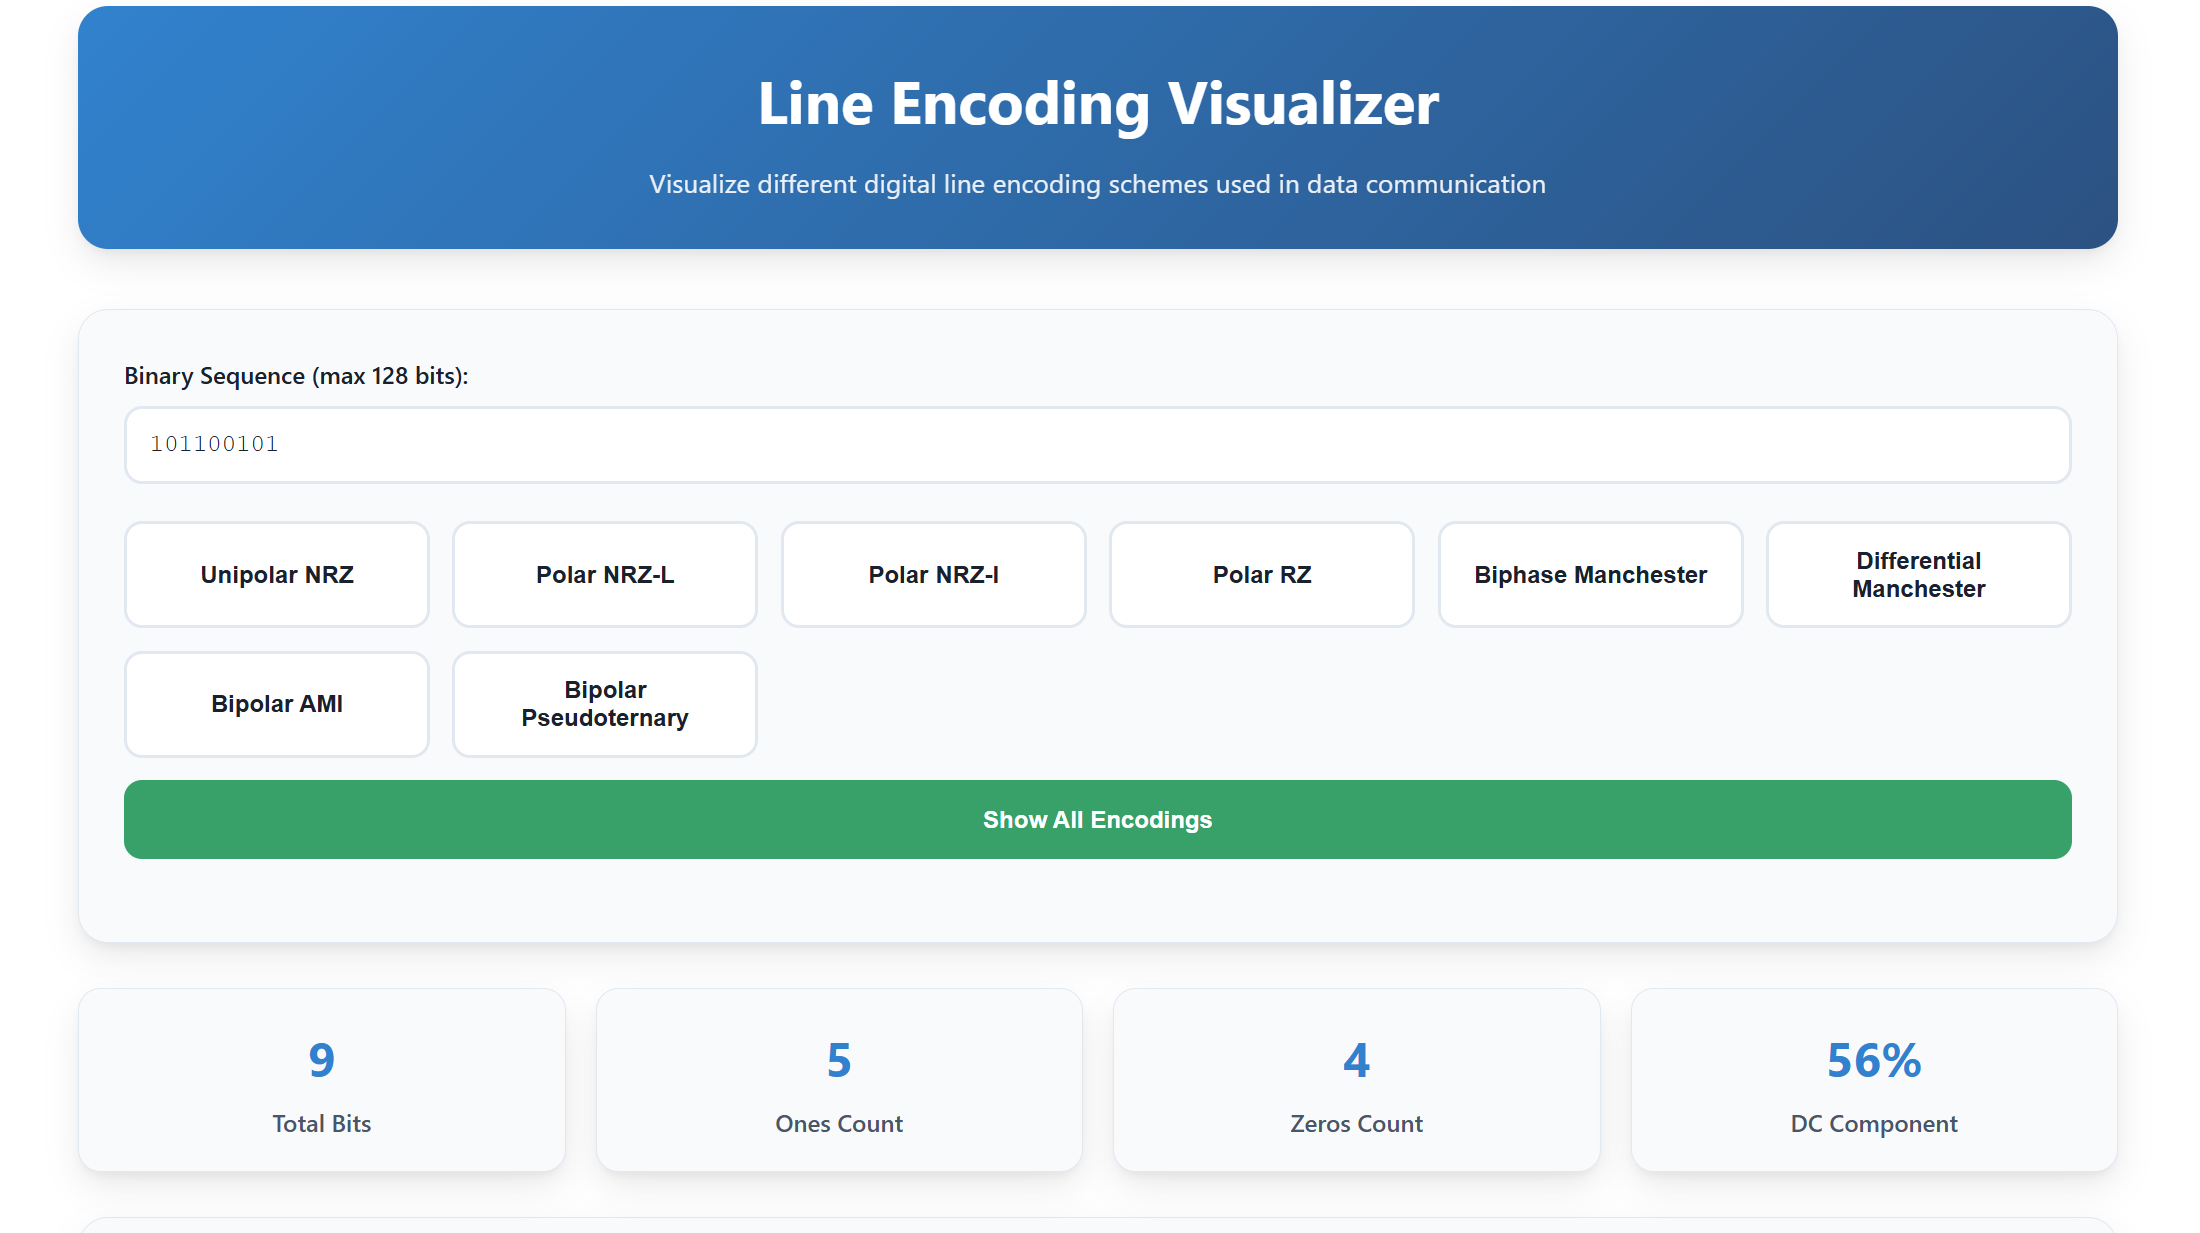 Line Encoding Visualizer
Visualize different digital line encoding schemes used in data communication
Binary Sequence (max 128 bits):
101100101
Unipolar NRZ
Polar NRZ-L
Polar NRZ-I
Polar RZ
Biphase Manchester
Differential
Manchester
Bipolar AMI
Bipolar
Pseudoternary
Show All Encodings
9
Total Bits
5
Ones Count
4
Zeros Count
56%
DC Component